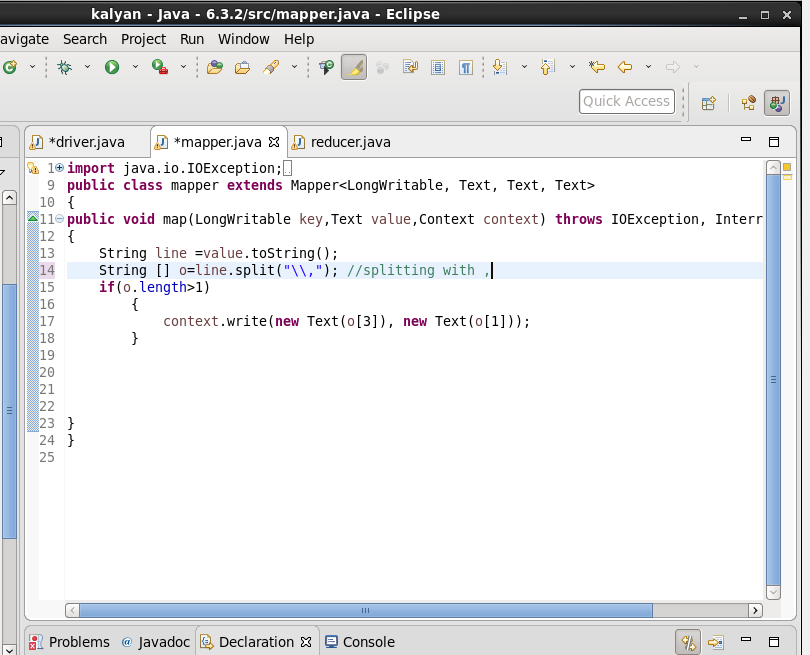 kalyan - Java - 6.3.2/src/mapper.java - Eclipse
avigate Search Project Run Window Help
Quick Access
*driver.java *mapper.java reducer.java
1 import java.io.IOException;
9 public class mapper extends Mapper<LongWritable, Text, Text, Text>
10 {
11 public void map(LongWritable key,Text value,Context context) throws IOException, Interr
12 {
13 String line =value.toString();
14 String [] o=line.split("\\,"); //splitting with ,
15 if(o.length>1)
16 {
17 context.write(new Text(o[3]), new Text(o[1]));
18 }
19
20
21
22
23 }
24 }
25
Problems @ Javadoc Declaration Console